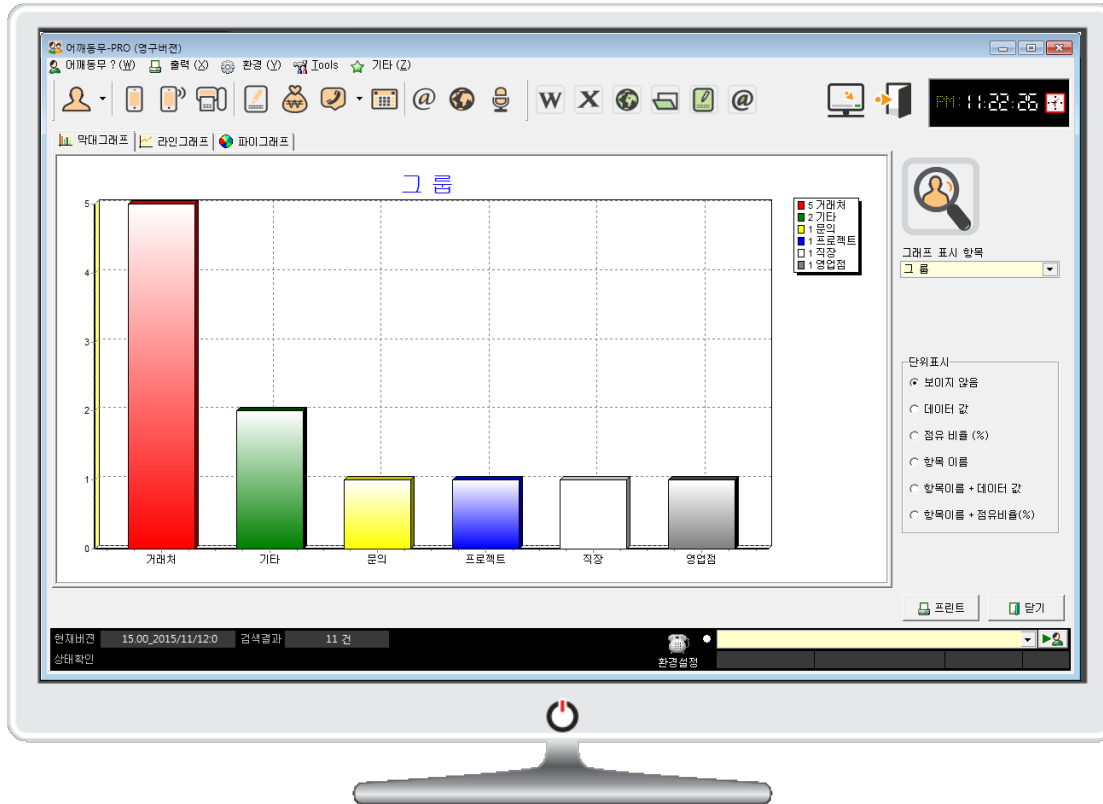 어깨동무-PRO (영구버전)
어깨동무 ? (W) 출력 (X) 환경 (Y) Tools 기타 (Z)
W X @
PM 11:22:26
막대그래프 라인그래프 파이그래프
그 룹
5
4
3
2
1
0
거래처 기타 문의 프로젝트 직장 영업점
5 거래처
2 기타
1 문의
1 프로젝트
1 직장
1 영업점
그래프 표시 항목
그 룹
단위표시
보이지 않음
데이터 값
점유 비율 (%)
항목 이름
항목이름 + 데이터 값
항목이름 + 점유비율(%)
프린트 닫기
현재버젼 15.00_2015/11/12:0 검색결과 11 건
상태확인
환경설정